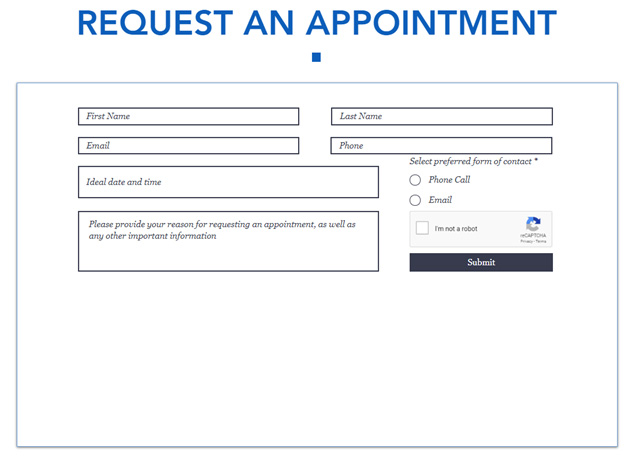 REQUEST AN APPOINTMENT
First Name
Last Name
Email
Phone
Select preferred form of contact *
Ideal date and time
Phone Call
Email
Please provide your reason for requesting an appointment, as well as
any other important information
I'm not a robot
reCAPTCHA
Privacy - Terms
Submit